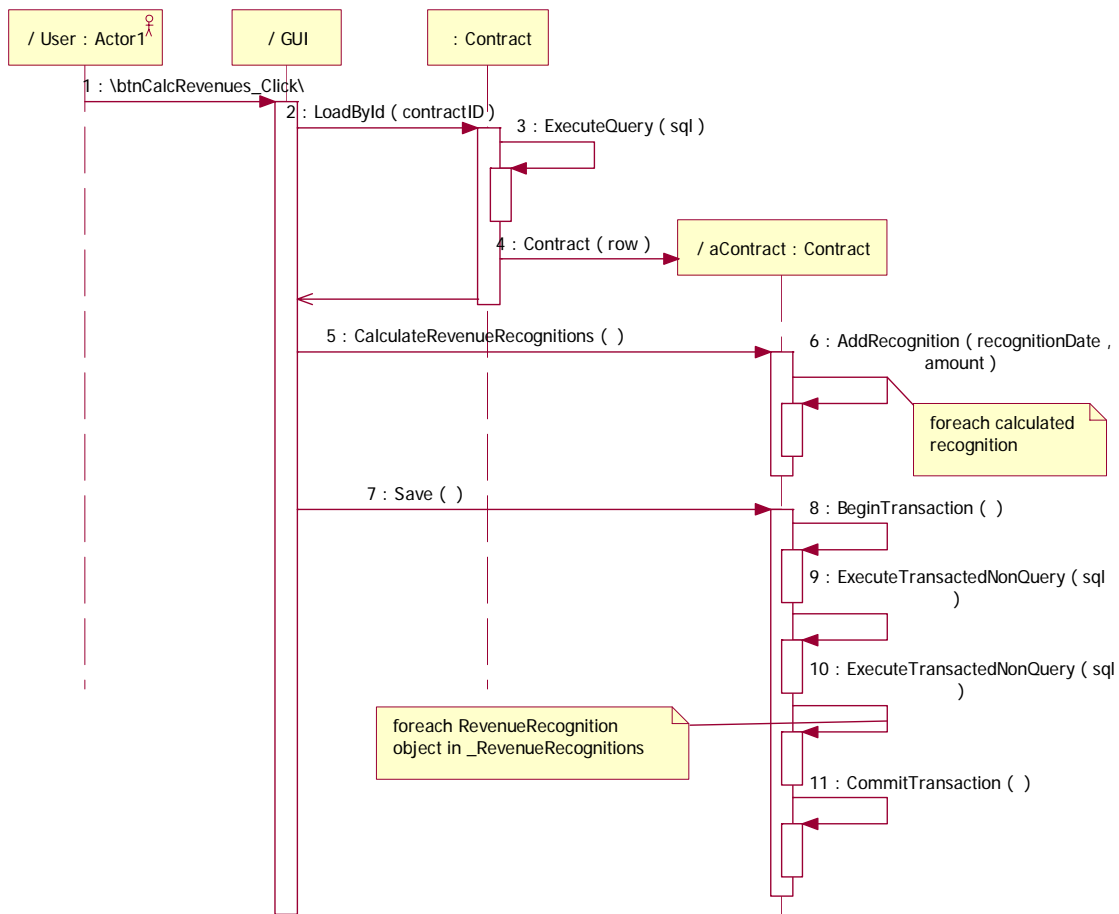 / User : Actor1
/ GUI
: Contract
1 : \btnCalcRevenues_Click\
2 : LoadById ( contractID )
3 : ExecuteQuery ( sql )
4 : Contract ( row )
/ aContract : Contract
5 : CalculateRevenueRecognitions ( )
6 : AddRecognition ( recognitionDate ,
amount )
foreach calculated
recognition
7 : Save ( )
8 : BeginTransaction ( )
9 : ExecuteTransactedNonQuery ( sql
)
10 : ExecuteTransactedNonQuery ( sql
)
foreach RevenueRecognition
object in _RevenueRecognitions
11 : CommitTransaction ( )